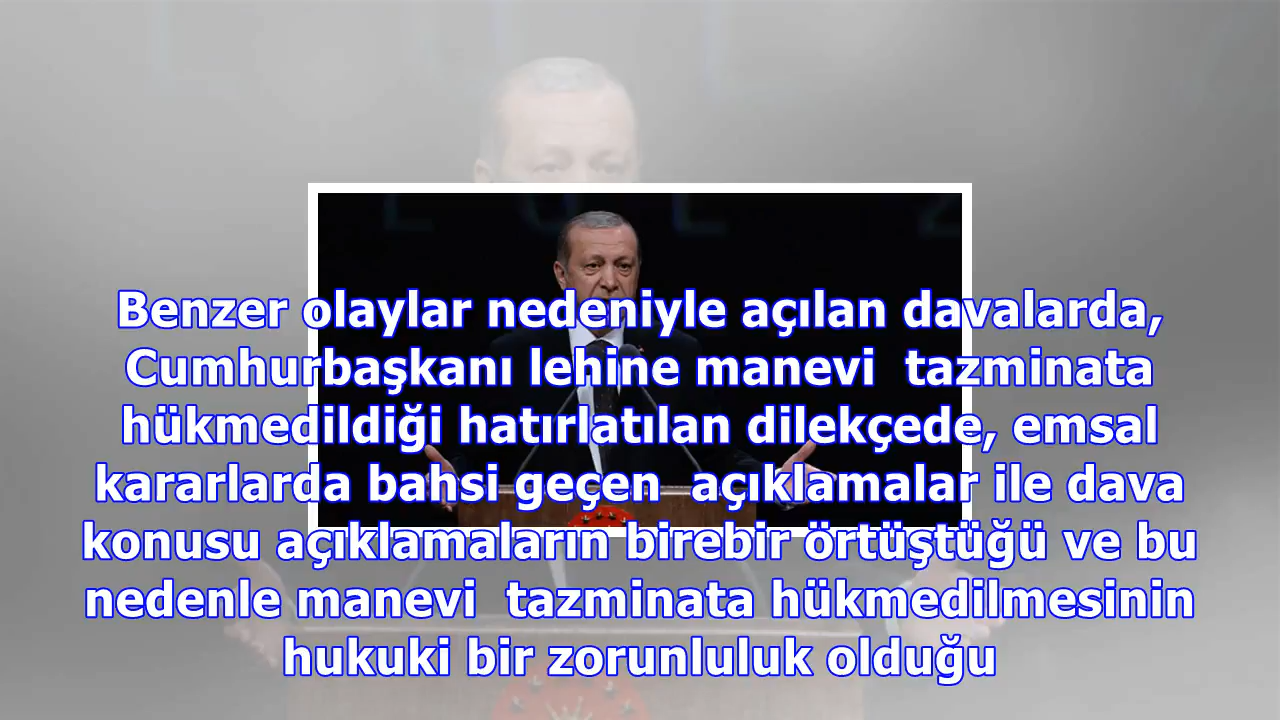 Benzer olaylar nedeniyle açılan davalarda,
Cumhurbaşkanı lehine manevi  tazminata
hükmedildiği hatırlatılan dilekçede, emsal
kararlarda bahsi geçen  açıklamalar ile dava
konusu açıklamaların birebir örtüştüğü ve bu
nedenle manevi  tazminata hükmedilmesinin
hukuki bir zorunluluk olduğu